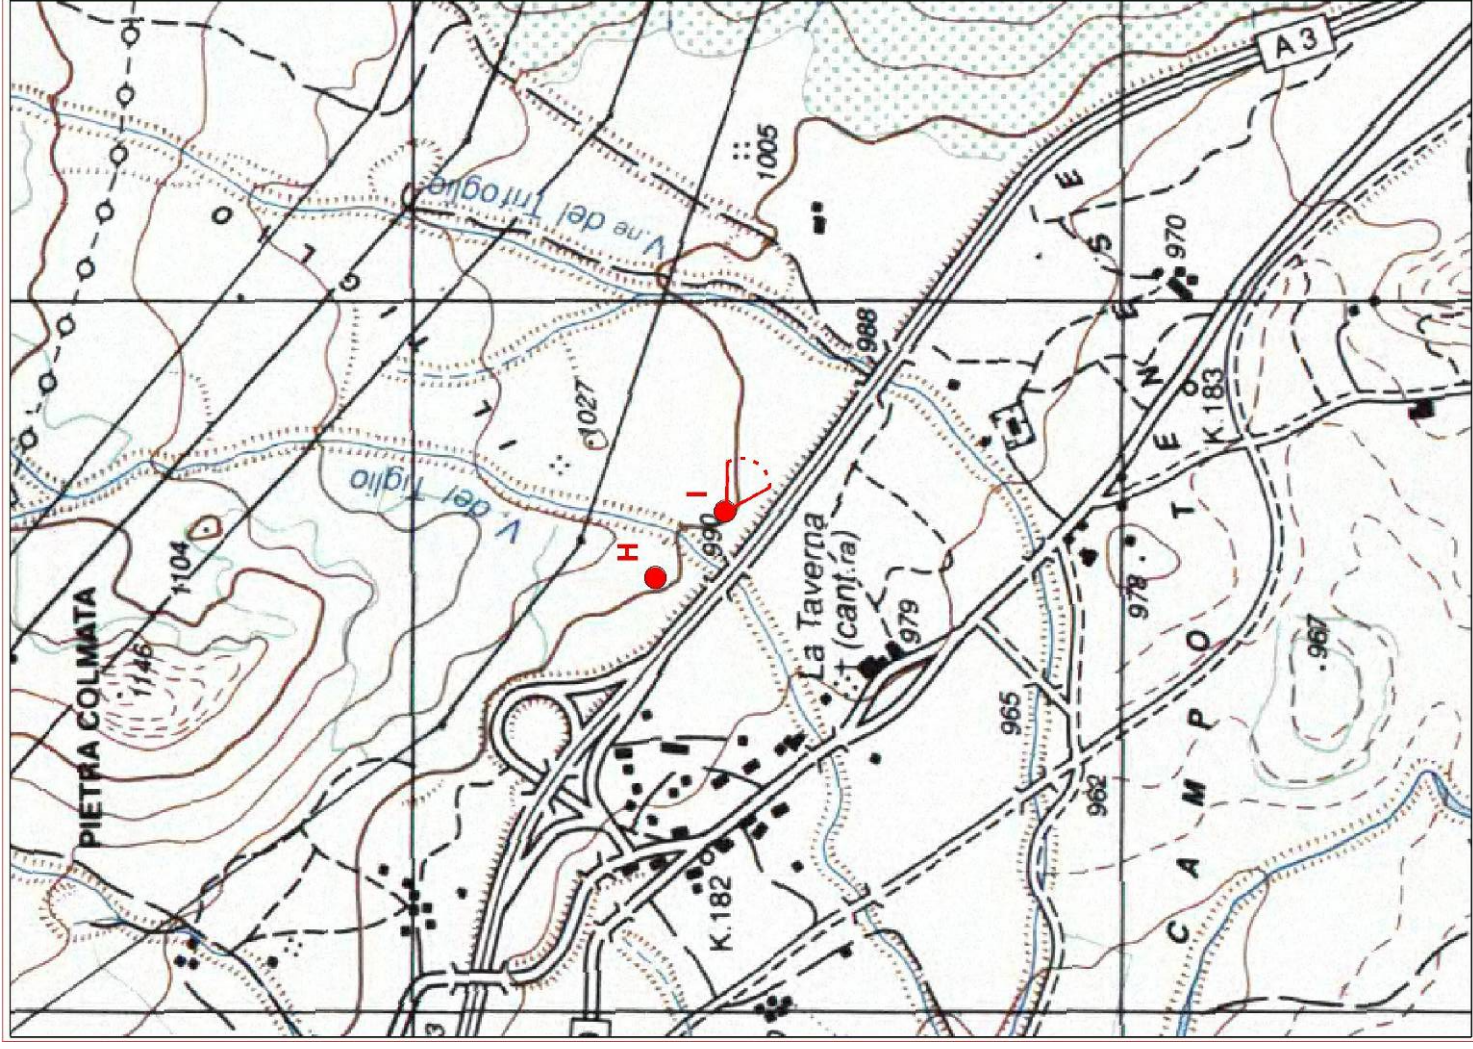 A 3
1005
V.ne del Trifoglio
970
988
I L M I G L I O
K.183
1027
V. del Tiglio
I
H
990
La Taverna
(cant.ra)
979
978
1104
1146
PIETRA COLMATA
967
965
962
K.182
CAMPOTENESE
3